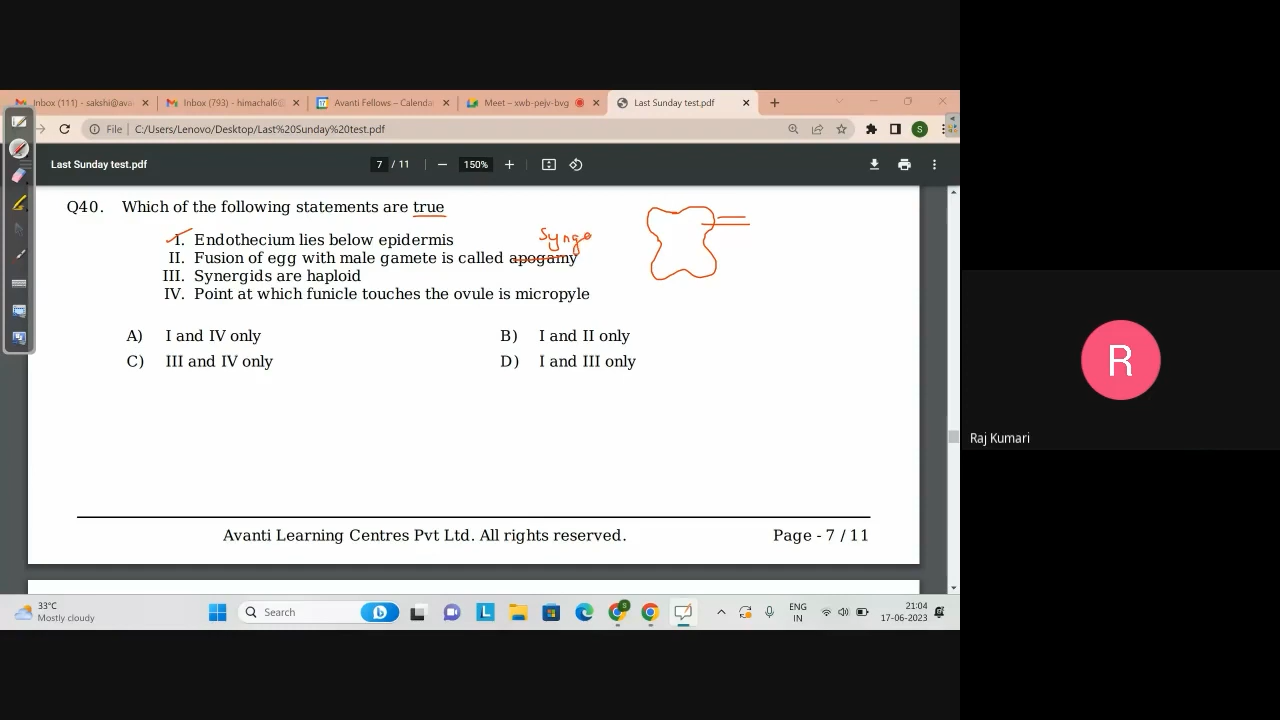 Inbox (111) - sakshi@ava
Inbox (793) - himachal6@
Avanti Fellows – Calenda
Meet – xwb-pejv-bvg
Last Sunday test.pdf
File
C:/Users/Lenovo/Desktop/Last%20Sunday%20test.pdf
S
Last Sunday test.pdf
7 / 11
150%
Q40. Which of the following statements are true
I. Endothecium lies below epidermis
Synga
II. Fusion of egg with male gamete is called apogamy
III. Synergids are haploid
IV. Point at which funicle touches the ovule is micropyle
A) I and IV only
B) I and II only
C) III and IV only
D) I and III only
Avanti Learning Centres Pvt Ltd. All rights reserved.
Page - 7 / 11
R
Raj Kumari
33°C
Mostly cloudy
Search
ENG
IN
21:04
17-06-2023